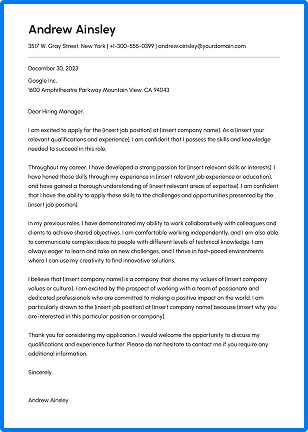 Andrew Ainsley
3517 W. Gray Street, New York | +1-300-555-0399 | andrew.ainsley@yourdomain.com
December 30, 2023
Google Inc.
1600 Amphitheatre Parkway Mountain View, CA 94043
Dear Hiring Manager,
I am excited to apply for the [insert job position] at [insert company name]. As a [insert your
relevant qualifications and experience], I am confident that I possess the skills and knowledge
needed to succeed in this role.
Throughout my career, I have developed a strong passion for [insert relevant skills or interests]. I
have honed these skills through my experience in [insert relevant job experience or education],
and have gained a thorough understanding of [insert relevant areas of expertise]. I am confident
that I have the ability to apply these skills to the challenges and opportunities presented by the
[insert job position].
In my previous roles, I have demonstrated my ability to work collaboratively with colleagues and
clients to achieve shared objectives. I am comfortable working independently, and I am also able
to communicate complex ideas to people with different levels of technical knowledge. I am
always eager to learn and take on new challenges, and I thrive in fast-paced environments
where I can use my creativity to find innovative solutions.
I believe that [insert company name] is a company that shares my values of [insert company
values or culture]. I am excited by the prospect of working with a team of passionate and
dedicated professionals who are committed to making a positive impact on the world. I am
particularly drawn to the [insert job position] at [insert company name] because [insert why you
are interested in this particular position or company]
Thank you for considering my application. I would welcome the opportunity to discuss my
qualifications and experience further. Please do not hesitate to contact me if you require any
additional information.
Sincerely,
Andrew Ainsley